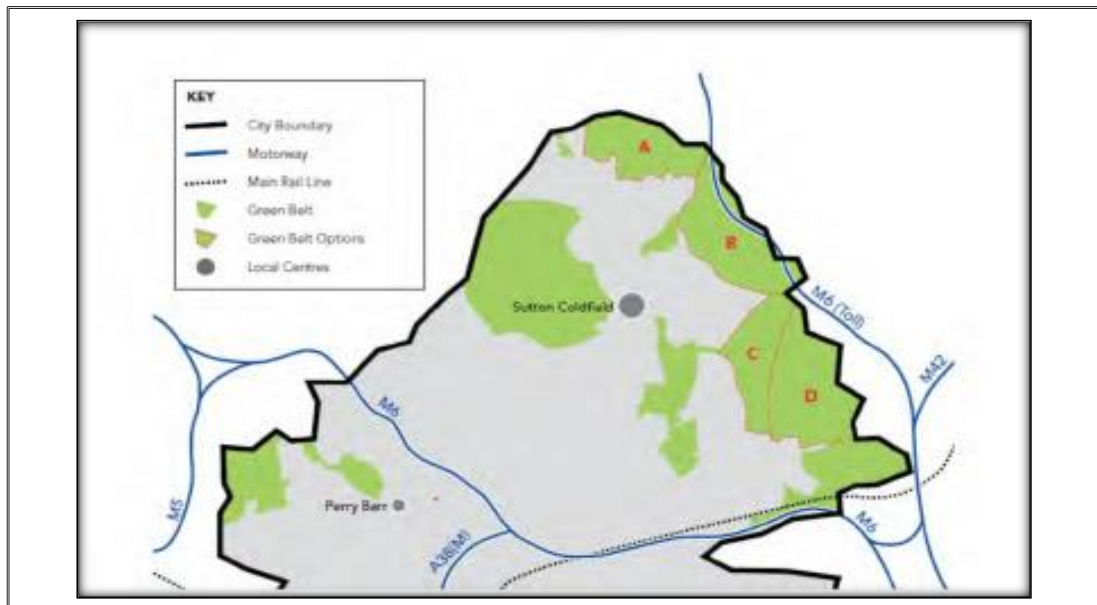 KEY
City Boundary
Motorway
Main Rail Line
Green Belt
Green Belt Options
Local Centres
A
B
Sutton Coldfield
M6 (Toll)
C
M42
D
M6
M5
Perry Barr
A38(M)
M6